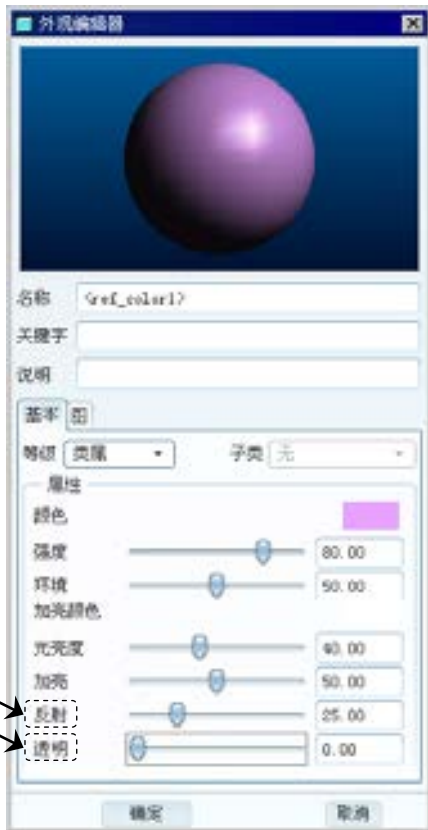 外观编辑器
名称 <ref_color1>
关键字
说明
基本 图
等级 类属 子类 无
属性
颜色
强度 80.00
环境 50.00
加亮颜色
光亮度 40.00
加亮 50.00
反射 25.00
透明 0.00
确定 取消